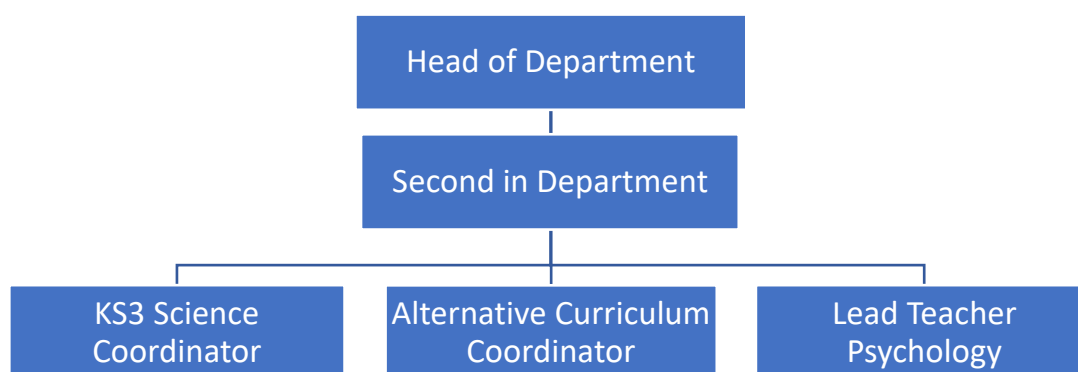 Head of Department
Second in Department
KS3 Science
Coordinator
Alternative Curriculum
Coordinator
Lead Teacher
Psychology